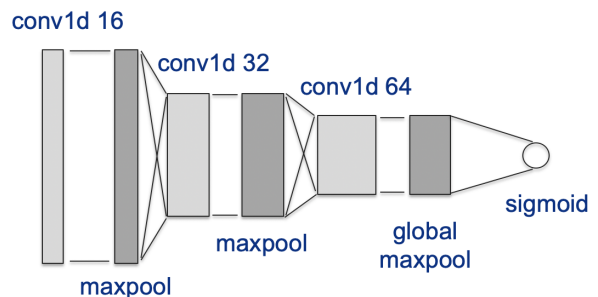 conv1d 16
conv1d 32
conv1d 64
maxpool
maxpool
global
maxpool
sigmoid